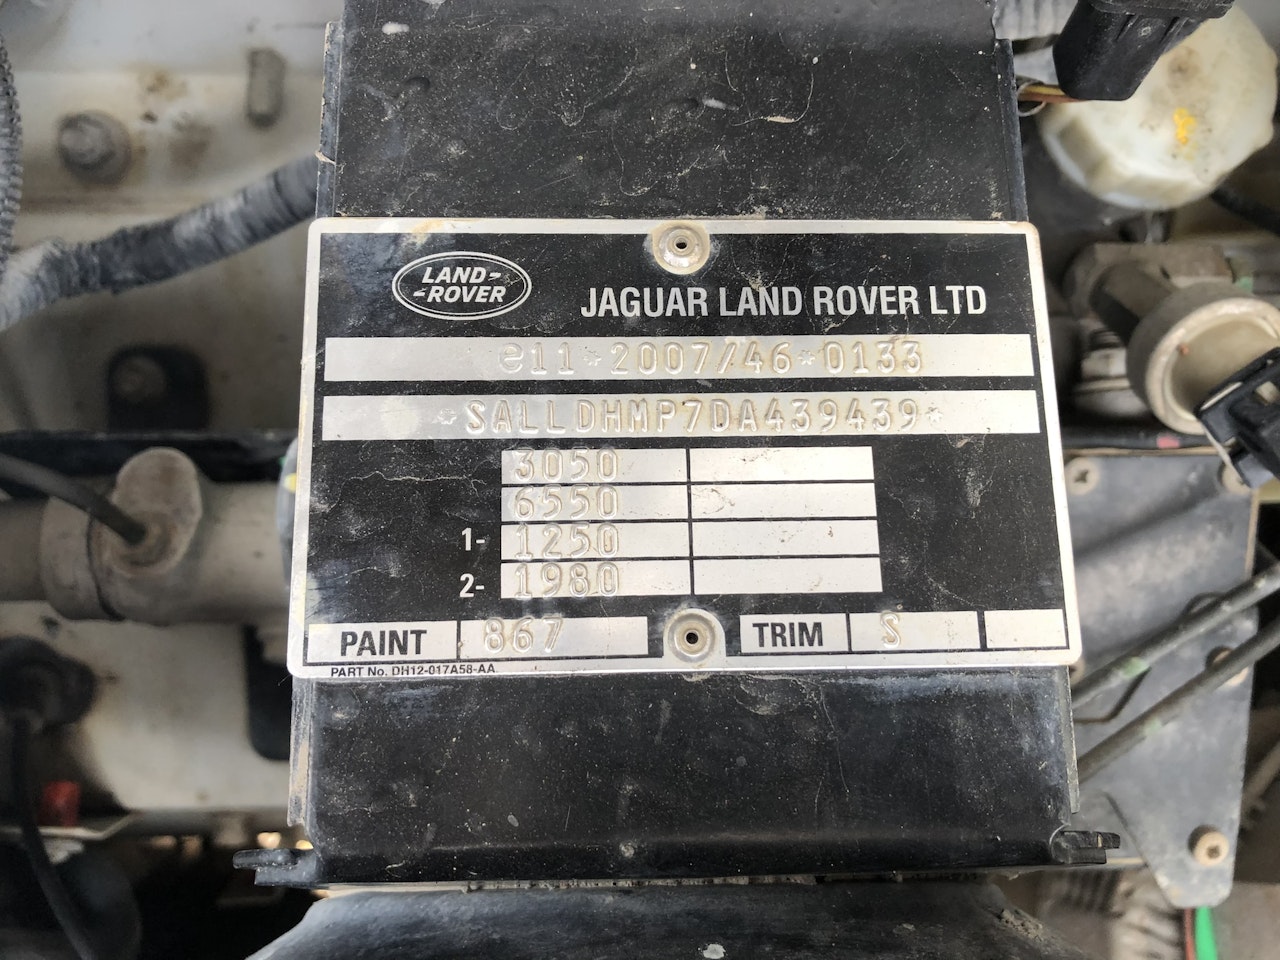 LAND-
-ROVER
JAGUAR LAND ROVER LTD
e11*2007/46*0133
*SALLDHMP7DA439439*
3050
6550
1- 1250
2- 1980
PAINT 867 TRIM S
PART No. DH12-017A58-AA